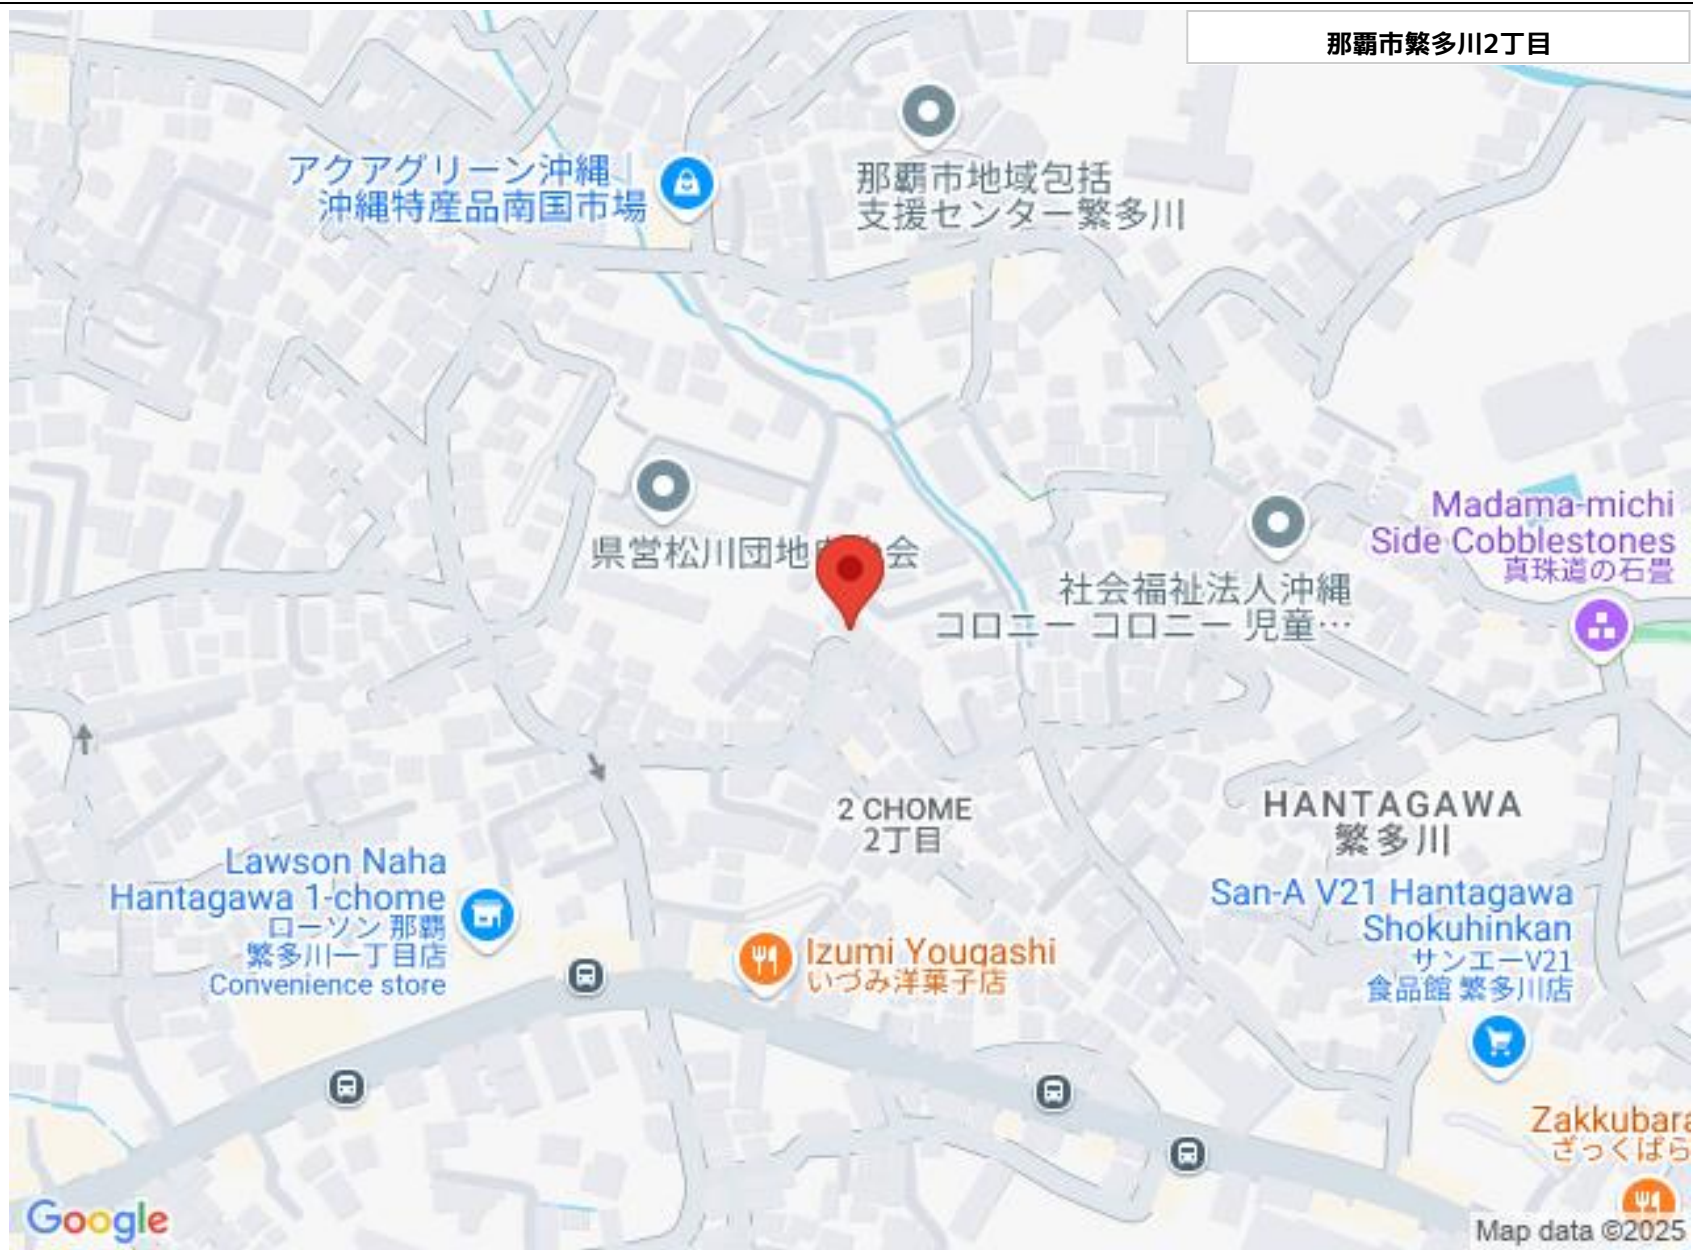 那覇市繁多川2丁目
アクアグリーン沖縄 |
沖縄特産品南国市場
那覇市地域包括
支援センター繁多川
県営松川団地
会
Madama-michi
Side Cobblestones
真珠道の石畳
社会福祉法人沖縄
コロニー コロニー 児童…
2 CHOME
2丁目
HANTAGAWA
繁多川
Lawson Naha
Hantagawa 1-chome
ローソン 那覇
繁多川一丁目店
Convenience store
Izumi Yougashi
いづみ洋菓子店
San-A V21 Hantagawa
Shokuhinkan
サンエーV21
食品館 繁多川店
Zakkubara
ざっくばら
Google
Map data ©2025